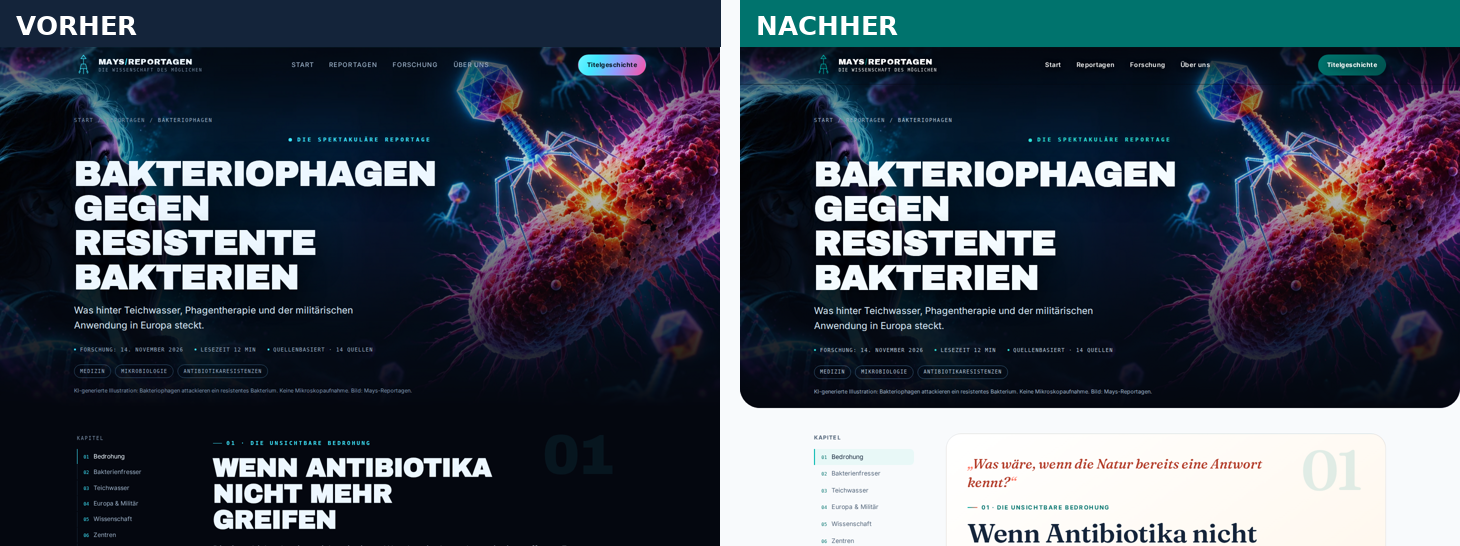 VORHER
MAYS/REPORTAGEN
DIE WISSENSCHAFT DES MÖGLICHEN
START REPORTAGEN FORSCHUNG ÜBER UNS
Titelgeschichte
START / REPORTAGEN / BAKTERIOPHAGEN
DIE SPEKTAKULÄRE REPORTAGE
BAKTERIOPHAGEN
GEGEN
RESISTENTE
BAKTERIEN
Was hinter Teichwasser, Phagentherapie und der militärischen
Anwendung in Europa steckt.
• FORSCHUNG: 14. NOVEMBER 2026 • LESEZEIT 12 MIN • QUELLENBASIERT · 14 QUELLEN
MEDIZIN MIKROBIOLOGIE ANTIBIOTIKARESISTENZEN
KI-generierte Illustration: Bakteriophagen attackieren ein resistentes Bakterium. Keine Mikroskopaufnahme. Bild: Mays-Reportagen.
KAPITEL
01 Bedrohung
02 Bakterienfresser
03 Teichwasser
04 Europa & Militär
05 Wissenschaft
06 Zentren
01 · DIE UNSICHTBARE BEDROHUNG
01
WENN ANTIBIOTIKA
NICHT MEHR
GREIFEN
NACHHER
MAYS/REPORTAGEN
DIE WISSENSCHAFT DES MÖGLICHEN
Start Reportagen Forschung Über uns
Titelgeschichte
START / REPORTAGEN / BAKTERIOPHAGEN
DIE SPEKTAKULÄRE REPORTAGE
BAKTERIOPHAGEN
GEGEN
RESISTENTE
BAKTERIEN
Was hinter Teichwasser, Phagentherapie und der militärischen
Anwendung in Europa steckt.
• FORSCHUNG: 14. NOVEMBER 2026 • LESEZEIT 12 MIN • QUELLENBASIERT · 14 QUELLEN
MEDIZIN MIKROBIOLOGIE ANTIBIOTIKARESISTENZEN
KI-generierte Illustration: Bakteriophagen attackieren ein resistentes Bakterium. Keine Mikroskopaufnahme. Bild: Mays-Reportagen.
KAPITEL
01 Bedrohung
02 Bakterienfresser
03 Teichwasser
04 Europa & Militär
05 Wissenschaft
06 Zentren
„Was wäre, wenn die Natur bereits eine Antwort
kennt?“
01
01 · DIE UNSICHTBARE BEDROHUNG
Wenn Antibiotika nicht